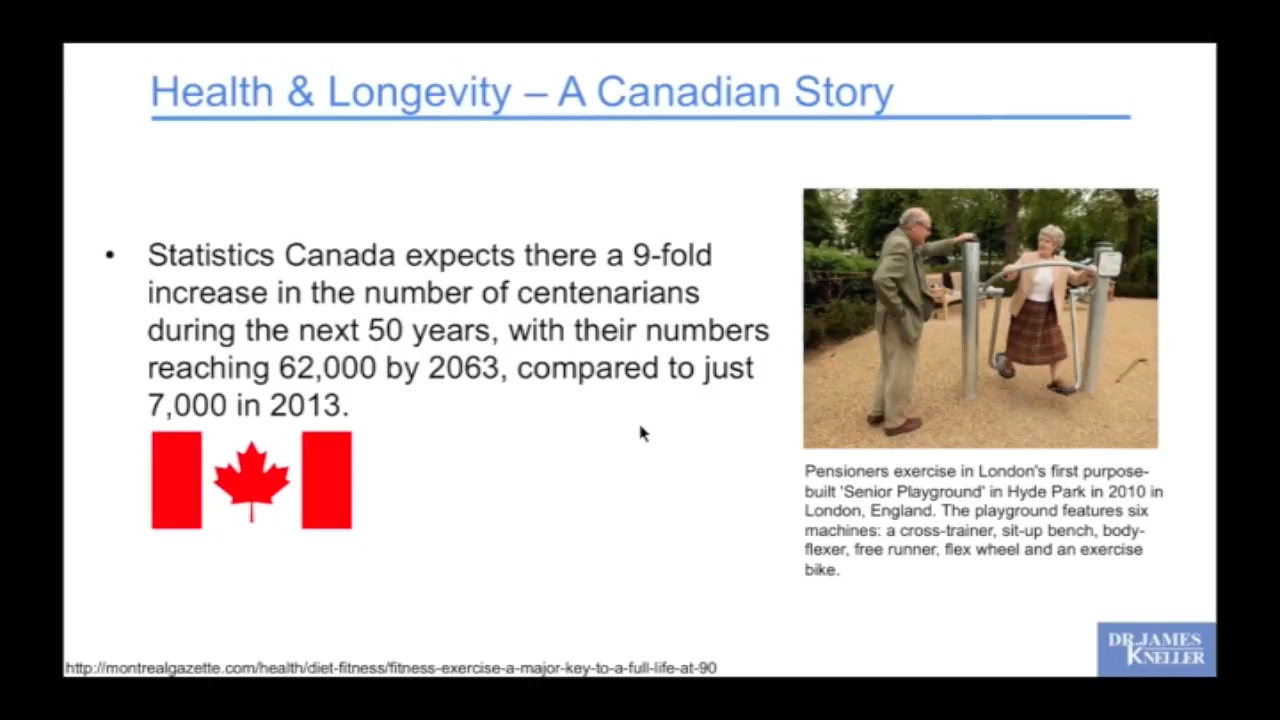 Health & Longevity – A Canadian Story
• Statistics Canada expects there a 9-fold
increase in the number of centenarians
during the next 50 years, with their numbers
reaching 62,000 by 2063, compared to just
7,000 in 2013.
Pensioners exercise in London's first purpose-
built 'Senior Playground' in Hyde Park in 2010 in
London, England. The playground features six
machines: a cross-trainer, sit-up bench, body-
flexer, free runner, flex wheel and an exercise
bike.
DR.JAMES
KNELLER
http://montrealgazette.com/health/diet-fitness/fitness-exercise-a-major-key-to-a-full-life-at-90